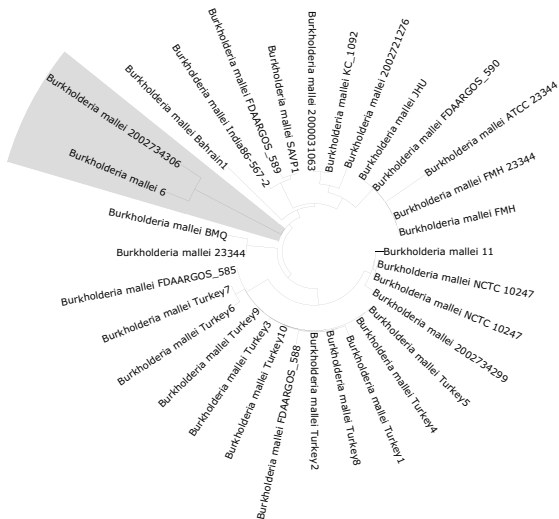 Burkholderia mallei 2002734306
Burkholderia mallei 6
Burkholderia mallei Bahrain1
Burkholderia mallei India86-567-2
Burkholderia mallei FDAARGOS_589
Burkholderia mallei SAVP1
Burkholderia mallei 2000031063
Burkholderia mallei KC_1092
Burkholderia mallei 2002721276
Burkholderia mallei JHU
Burkholderia mallei FDAARGOS_590
Burkholderia mallei ATCC 23344
Burkholderia mallei FMH 23344
Burkholderia mallei FMH
Burkholderia mallei 11
Burkholderia mallei NCTC 10247
Burkholderia mallei NCTC 10247
Burkholderia mallei 2002734299
Burkholderia mallei Turkey5
Burkholderia mallei Turkey4
Burkholderia mallei Turkey1
Burkholderia mallei Turkey8
Burkholderia mallei Turkey2
Burkholderia mallei FDAARGOS_588
Burkholderia mallei Turkey10
Burkholderia mallei Turkey3
Burkholderia mallei Turkey9
Burkholderia mallei Turkey6
Burkholderia mallei Turkey7
Burkholderia mallei FDAARGOS_585
Burkholderia mallei 23344
Burkholderia mallei BMQ